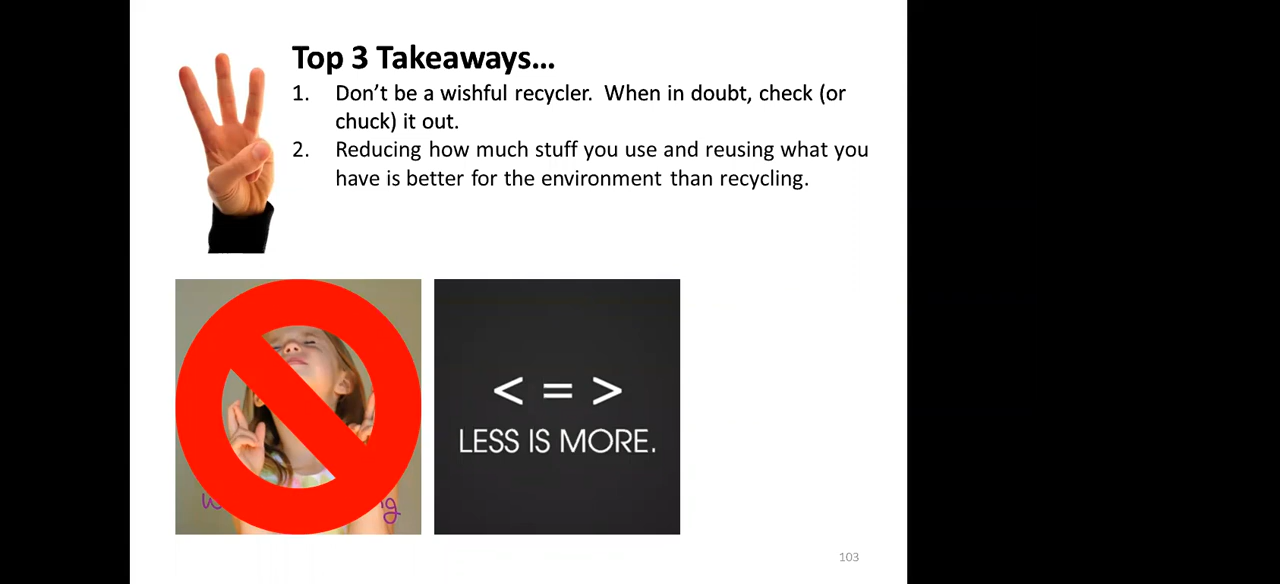 Top 3 Takeaways...
1. Don't be a wishful recycler. When in doubt, check (or
chuck) it out.
2. Reducing how much stuff you use and reusing what you
have is better for the environment than recycling.
< = >
LESS IS MORE.
103